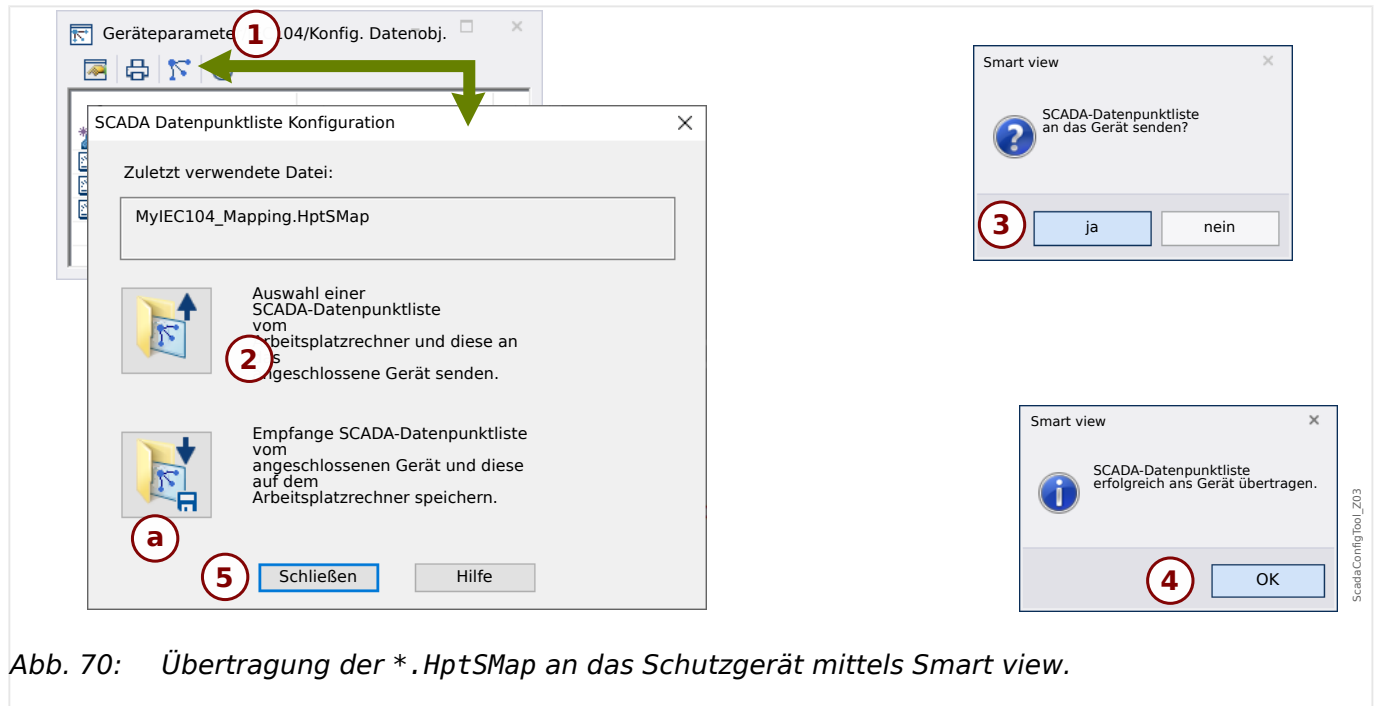 Geräteparamete 1 04/Konfig. Datenobj.
SCADA Datenpunktliste Konfiguration
Zuletzt verwendete Datei:
MyIEC104_Mapping.HptSMap
Auswahl einer
SCADA-Datenpunktliste
vom
Arbeitsplatzrechner und diese an
2 s
ngeschlossene Gerät senden.
Empfange SCADA-Datenpunktliste
vom
angeschlossenen Gerät und diese
auf dem
Arbeitsplatzrechner speichern.
a
5 Schließen Hilfe
Smart view
SCADA-Datenpunktliste
an das Gerät senden?
3 ja nein
Smart view
SCADA-Datenpunktliste
erfolgreich ans Gerät übertragen.
4 OK
ScadaConfigTool_Z03
Abb. 70: Übertragung der *.HptSMap an das Schutzgerät mittels Smart view.